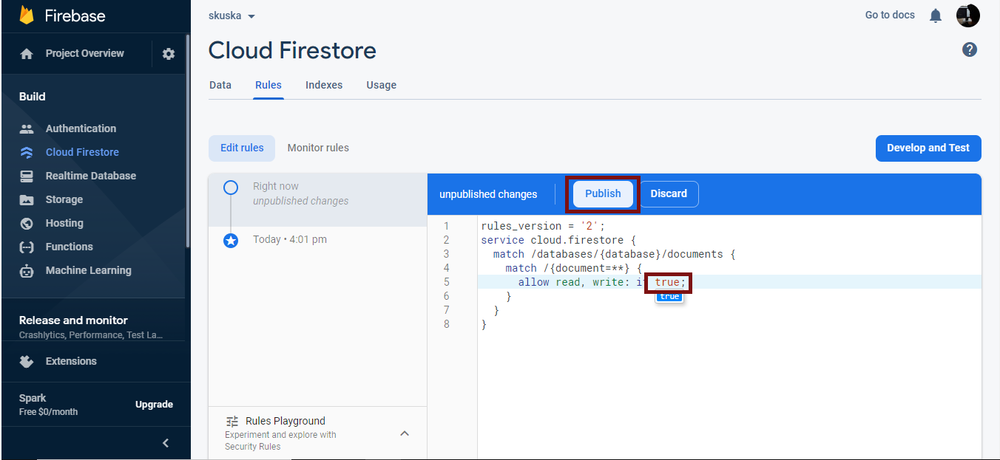 Firebase
skuska
Go to docs
Project Overview
Cloud Firestore
Data Rules Indexes Usage
Build
Authentication
Cloud Firestore
Realtime Database
Storage
Hosting
Functions
Machine Learning
Release and monitor
Crashlytics, Performance, Test La...
Extensions
Spark
Free $0/month
Upgrade
Edit rules Monitor rules
Develop and Test
Right now
unpublished changes
Today • 4:01 pm
Rules Playground
Experiment and explore with
Security Rules
unpublished changes Publish Discard
1 rules_version = '2';
2 service cloud.firestore {
3 match /databases/{database}/documents {
4 match /{document=**} {
5 allow read, write: i true;
true
6 }
7 }
8 }